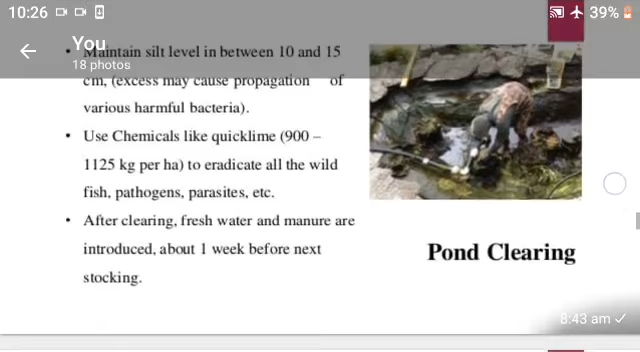 10:26
39%
You
18 photos
• Maintain silt level in between 10 and 15
cm, (excess may cause propagation of
various harmful bacteria).
• Use Chemicals like quicklime (900 –
1125 kg per ha) to eradicate all the wild
fish, pathogens, parasites, etc.
• After clearing, fresh water and manure are
introduced, about 1 week before next
stocking.
Pond Clearing
8:43 am